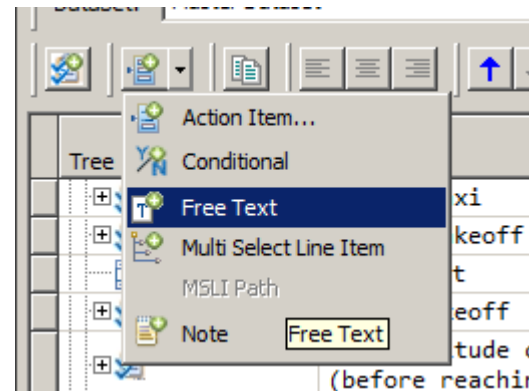 Action Item...
Tree
Conditional
Free Text
xi
Multi Select Line Item
keoff
MSLI Path
t
eoff
Note
Free Text
tude
(before reachin